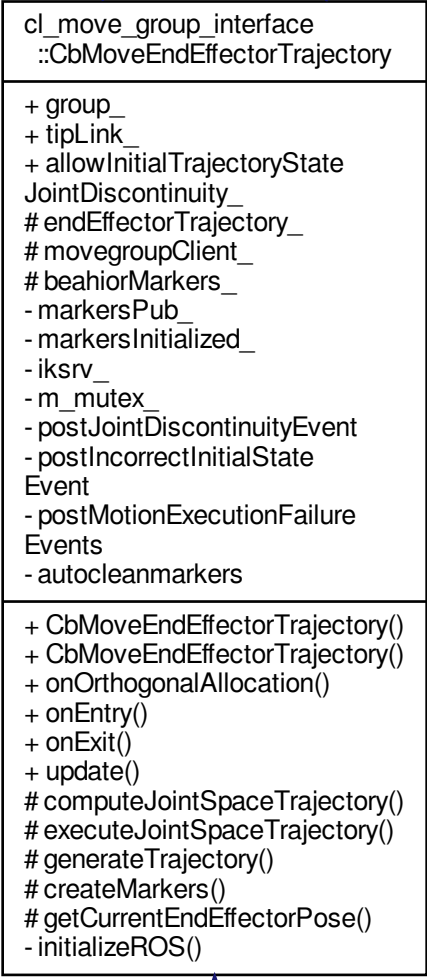 cl_move_group_interface
::CbMoveEndEffectorTrajectory
+ group_
+ tipLink_
+ allowInitialTrajectoryState
JointDiscontinuity_
# endEffectorTrajectory_
# movegroupClient_
# beahiorMarkers_
- markersPub_
- markersInitialized_
- iksrv_
- m_mutex_
- postJointDiscontinuityEvent
- postIncorrectInitialState
Event
- postMotionExecutionFailure
Events
- autocleanmarkers
+ CbMoveEndEffectorTrajectory()
+ CbMoveEndEffectorTrajectory()
+ onOrthogonalAllocation()
+ onEntry()
+ onExit()
+ update()
# computeJointSpaceTrajectory()
# executeJointSpaceTrajectory()
# generateTrajectory()
# createMarkers()
# getCurrentEndEffectorPose()
- initializeROS()